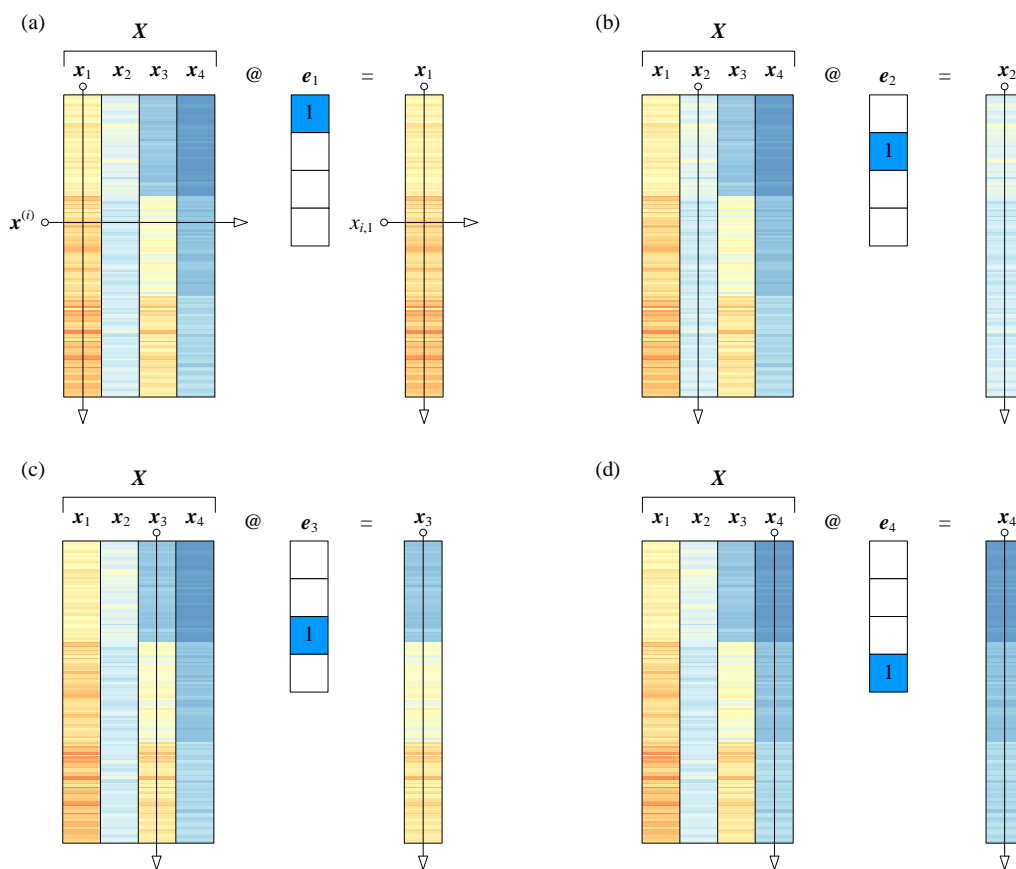 (a)
X
x1 x2 x3 x4 @ e1 = x1
1
x(i)
xi,1
(b)
X
x1 x2 x3 x4 @ e2 = x2
1
(c)
X
x1 x2 x3 x4 @ e3 = x3
1
(d)
X
x1 x2 x3 x4 @ e4 = x4
1